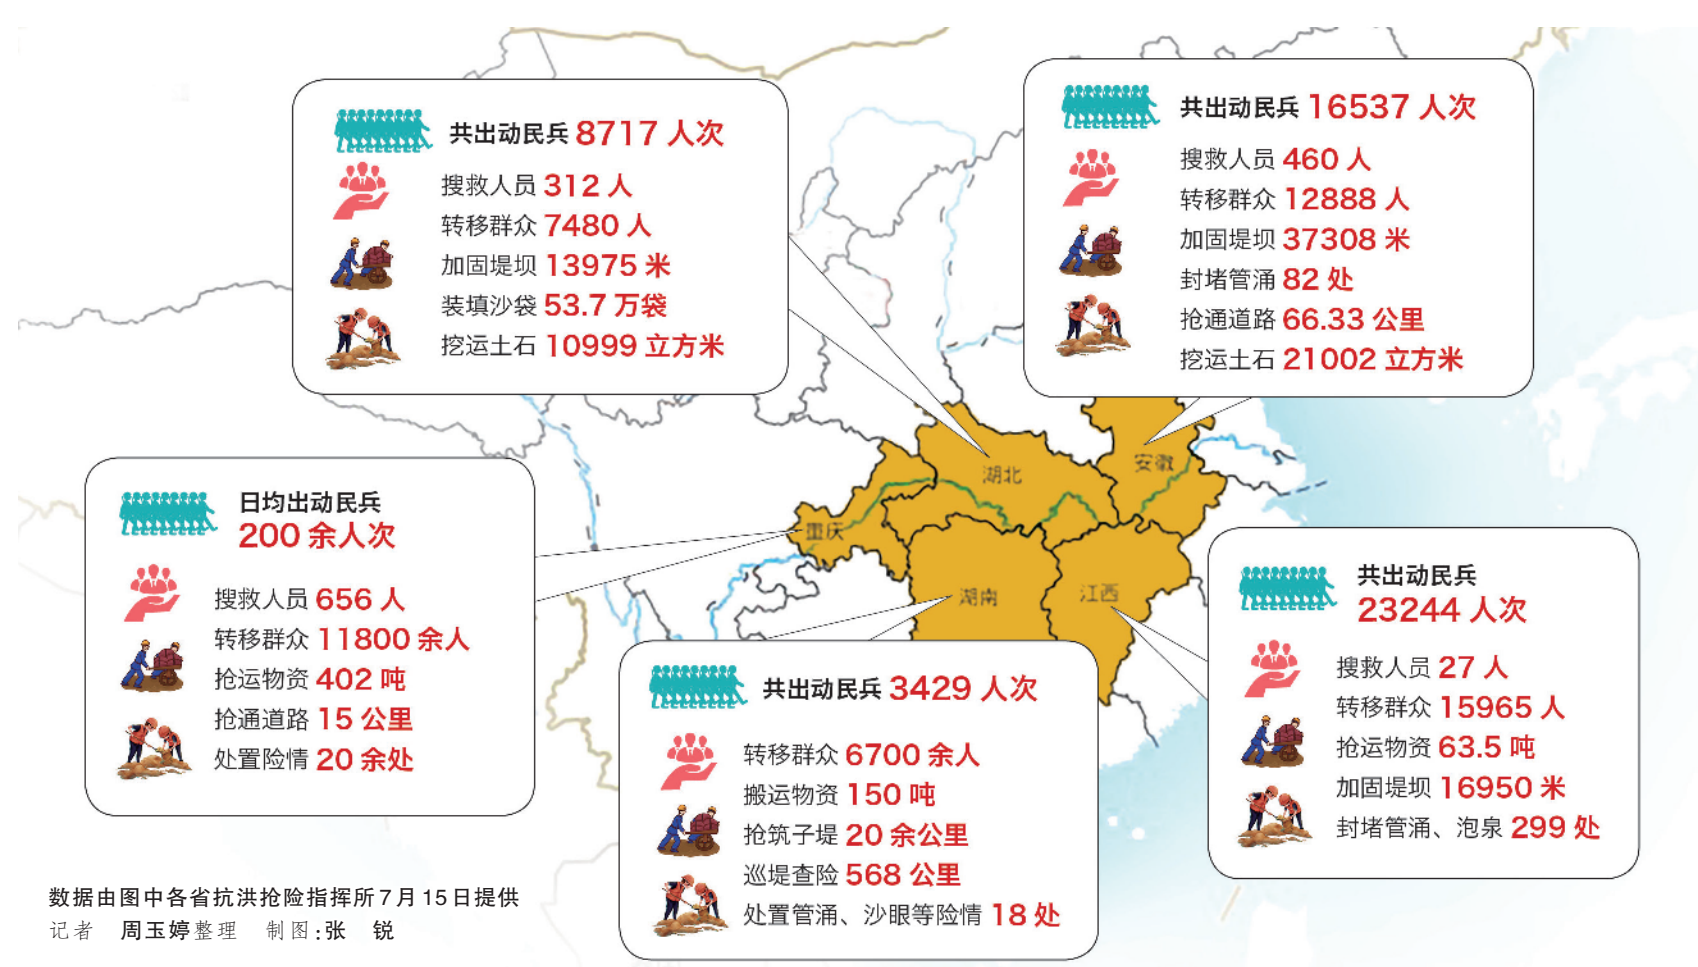 共出动民兵 8717 人次
搜救人员 312 人
转移群众 7480 人
加固堤坝 13975 米
装填沙袋 53.7 万袋
挖运土石 10999 立方米
共出动民兵 16537 人次
搜救人员 460 人
转移群众 12888 人
加固堤坝 37308 米
封堵管涌 82 处
抢通道路 66.33 公里
挖运土石 21002 立方米
湖北
安徽
重庆
湖南
江西
日均出动民兵
200 余人次
搜救人员 656 人
转移群众 11800 余人
抢运物资 402 吨
抢通道路 15 公里
处置险情 20 余处
共出动民兵 3429 人次
转移群众 6700 余人
搬运物资 150 吨
抢筑子堤 20 余公里
巡堤查险 568 公里
处置管涌、沙眼等险情 18 处
共出动民兵
23244 人次
搜救人员 27 人
转移群众 15965 人
抢运物资 63.5 吨
加固堤坝 16950 米
封堵管涌、泡泉 299 处
数据由图中各省抗洪抢险指挥所7月15日提供
记者 周玉婷整理 制图:张 锐